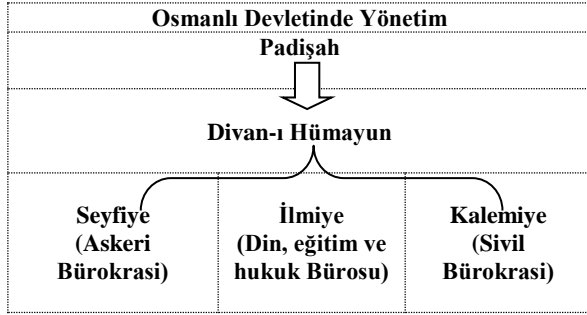 Osmanlı Devletinde Yönetim
Padişah
Divan-ı Hümayun
Seyfiye
(Askeri
Bürokrasi)
İlmiye
(Din, eğitim ve
hukuk Bürosu)
Kalemiye
(Sivil
Bürokrasi)